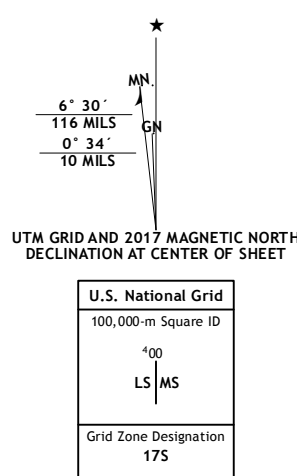 ★
MN.
6° 30´
116 MILS
GN
0° 34´
10 MILS
UTM GRID AND 2017 MAGNETIC NORTH
DECLINATION AT CENTER OF SHEET
U.S. National Grid
100,000-m Square ID
⁴00
LS MS
Grid Zone Designation
17S